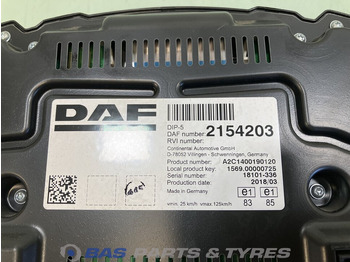 DAF
DIP-5
DAF number 2154203
RVI number:
Continental Automotive GmbH
D-78052 Villingen - Schwenningen, Germany
Product number: A2C1400190120
Local product key: 1569.00000725
Serial number: 18101-336
Production date: 2018/03
Made in Germany
e1 e1
vmin. 25 km/h vmax 125km/h 83 85
BAS PARTS & TYRES